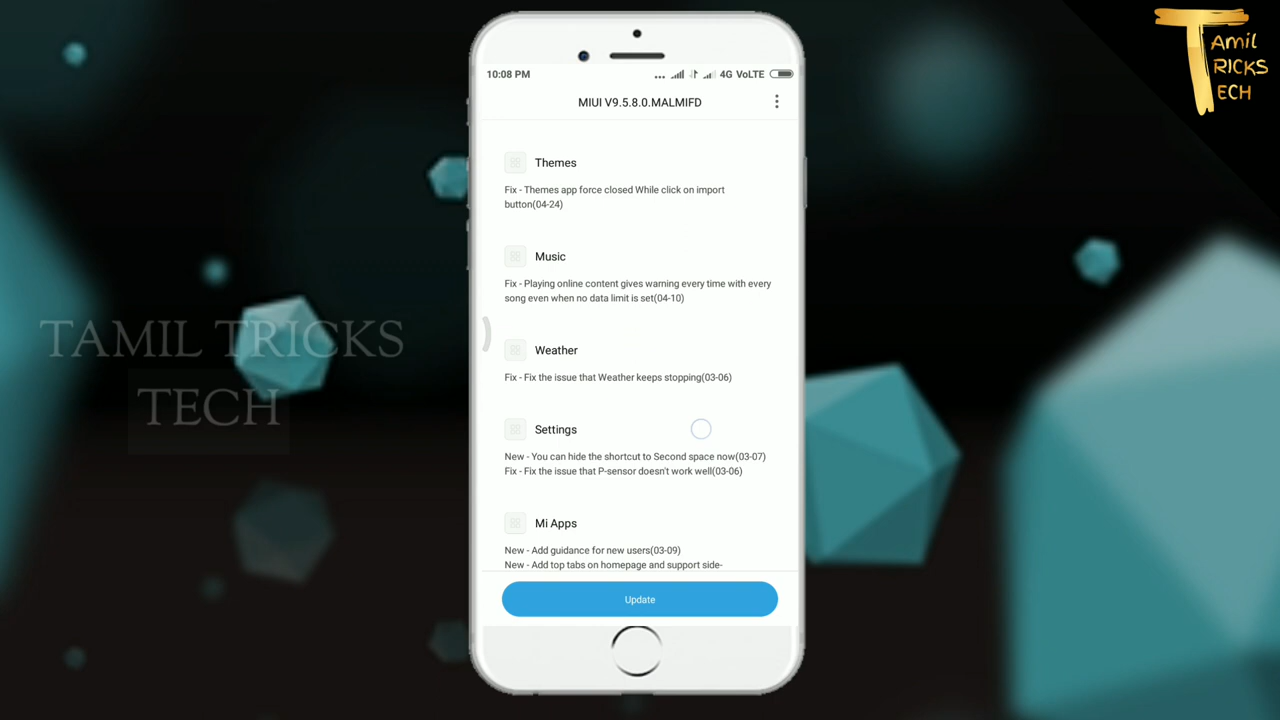 10:08 PM
4G VoLTE
MIUI V9.5.8.0.MALMIFD
Themes
Fix - Themes app force closed While click on import
button(04-24)
Music
Fix - Playing online content gives warning every time with every
song even when no data limit is set(04-10)
Weather
Fix - Fix the issue that Weather keeps stopping(03-06)
Settings
New - You can hide the shortcut to Second space now(03-07)
Fix - Fix the issue that P-sensor doesn't work well(03-06)
Mi Apps
New - Add guidance for new users(03-09)
New - Add top tabs on homepage and support side-
Update
TAMIL TRICKS
TECH
TAmil
TRICKS
TECH